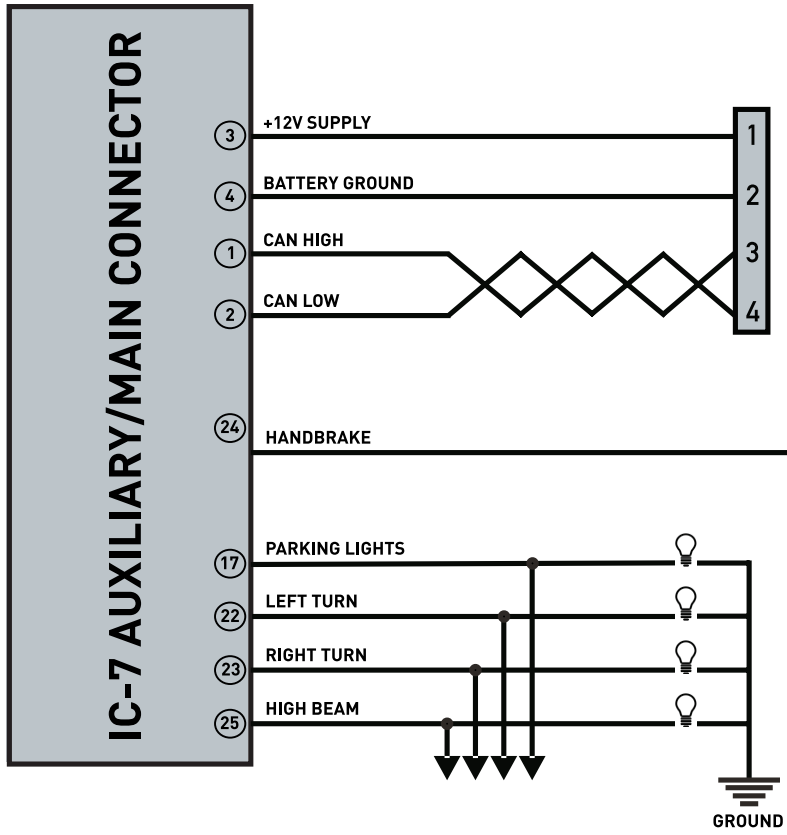 IC-7 AUXILIARY/MAIN CONNECTOR
3 +12V SUPPLY 1
4 BATTERY GROUND 2
1 CAN HIGH 3
2 CAN LOW 4
24 HANDBRAKE
17 PARKING LIGHTS
22 LEFT TURN
23 RIGHT TURN
25 HIGH BEAM
GROUND